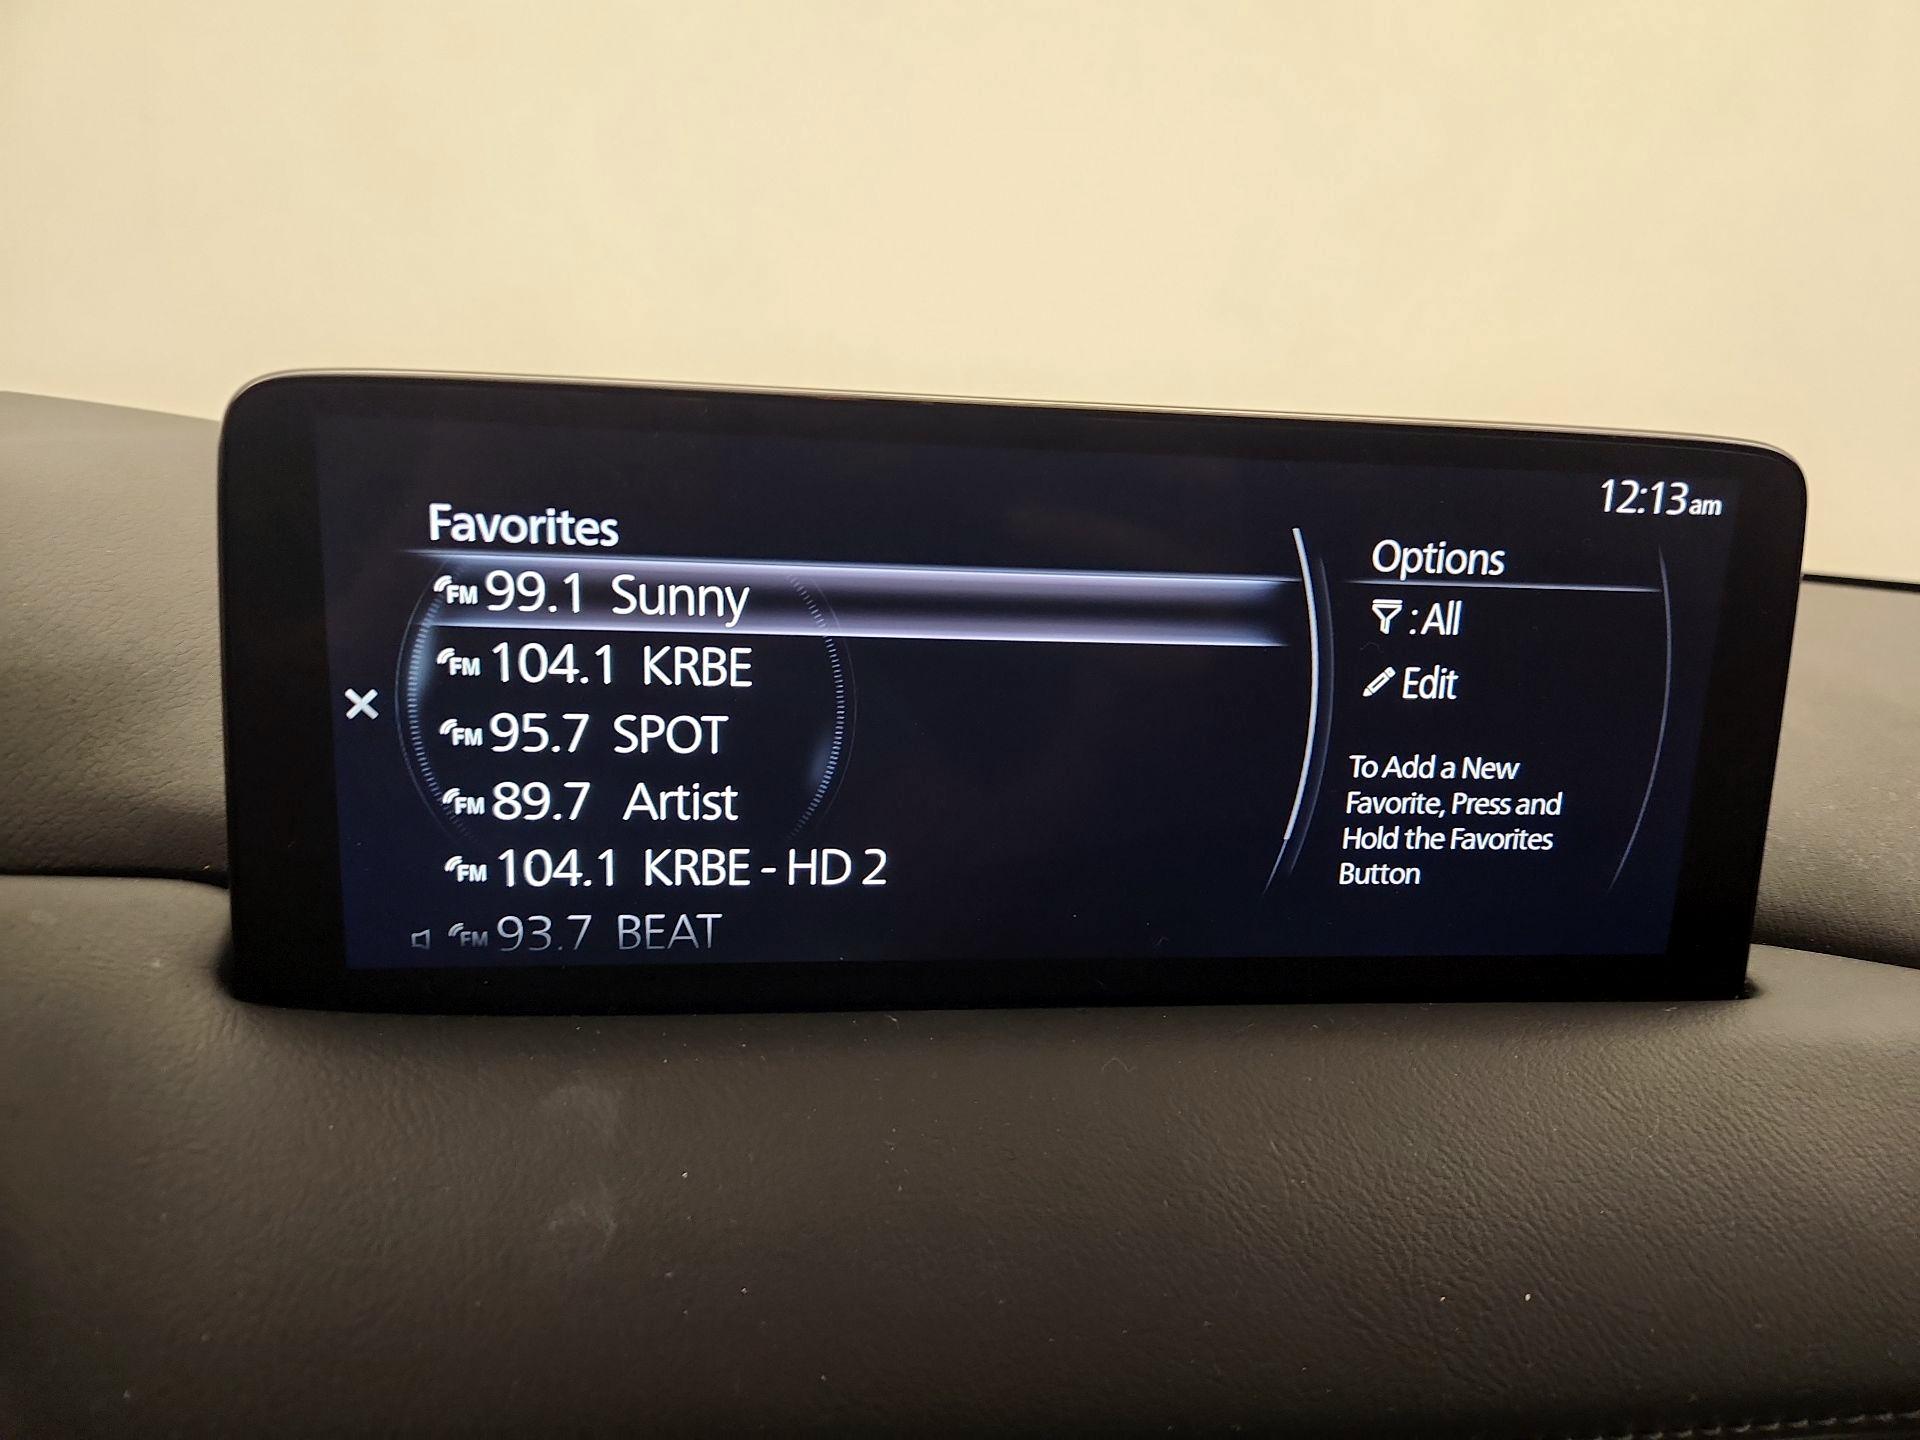 12:13am
Favorites
FM 99.1 Sunny
FM 104.1 KRBE
FM 95.7 SPOT
FM 89.7 Artist
FM 104.1 KRBE - HD 2
FM 93.7 BEAT
Options
: All
Edit
To Add a New
Favorite, Press and
Hold the Favorites
Button